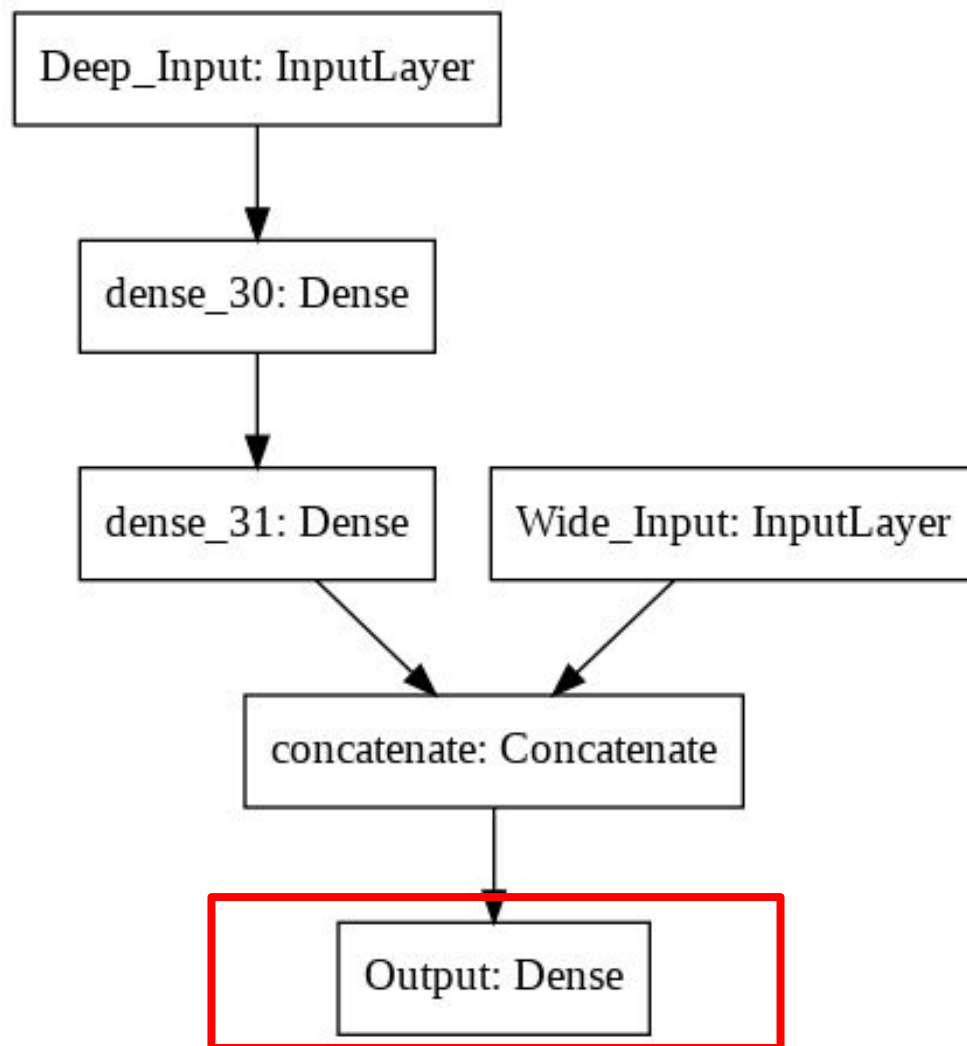 Deep_Input: InputLayer
dense_30: Dense
dense_31: Dense
Wide_Input: InputLayer
concatenate: Concatenate
Output: Dense